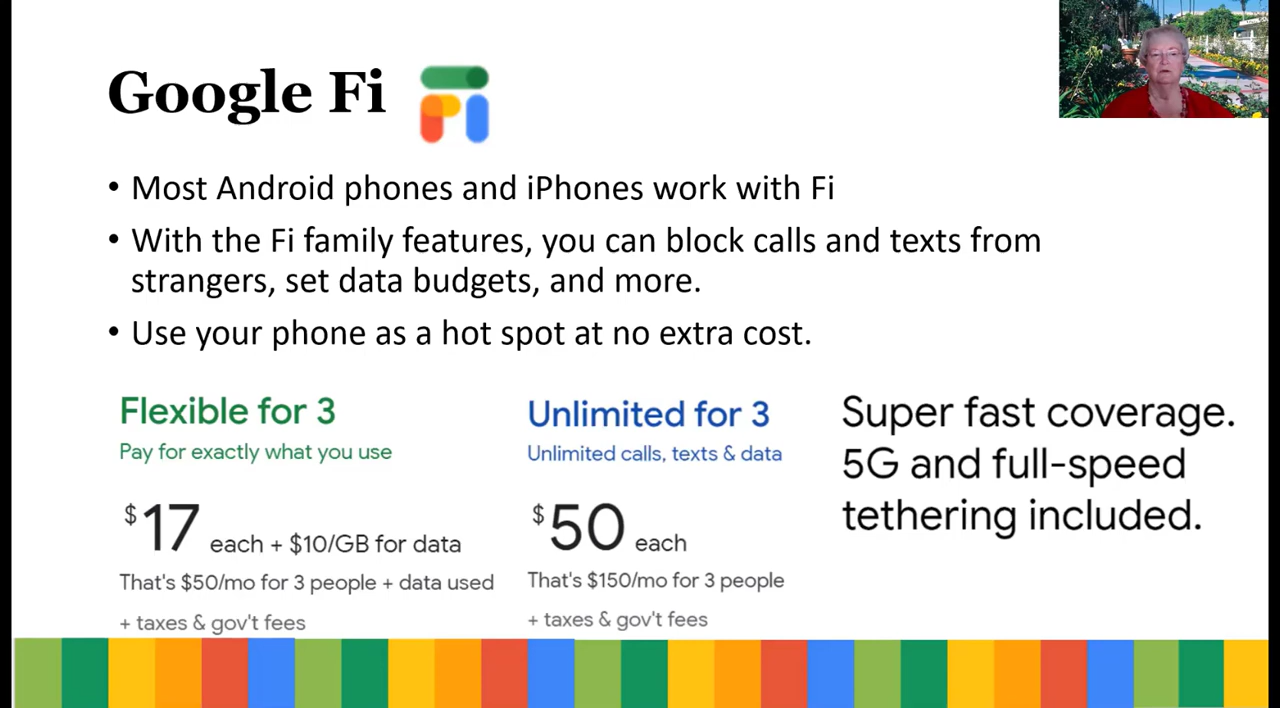 Google Fi
• Most Android phones and iPhones work with Fi
• With the Fi family features, you can block calls and texts from
strangers, set data budgets, and more.
• Use your phone as a hot spot at no extra cost.
Flexible for 3
Pay for exactly what you use
$17 each + $10/GB for data
That's $50/mo for 3 people + data used
+ taxes & gov't fees
Unlimited for 3
Unlimited calls, texts & data
$50 each
That's $150/mo for 3 people
+ taxes & gov't fees
Super fast coverage.
5G and full-speed
tethering included.